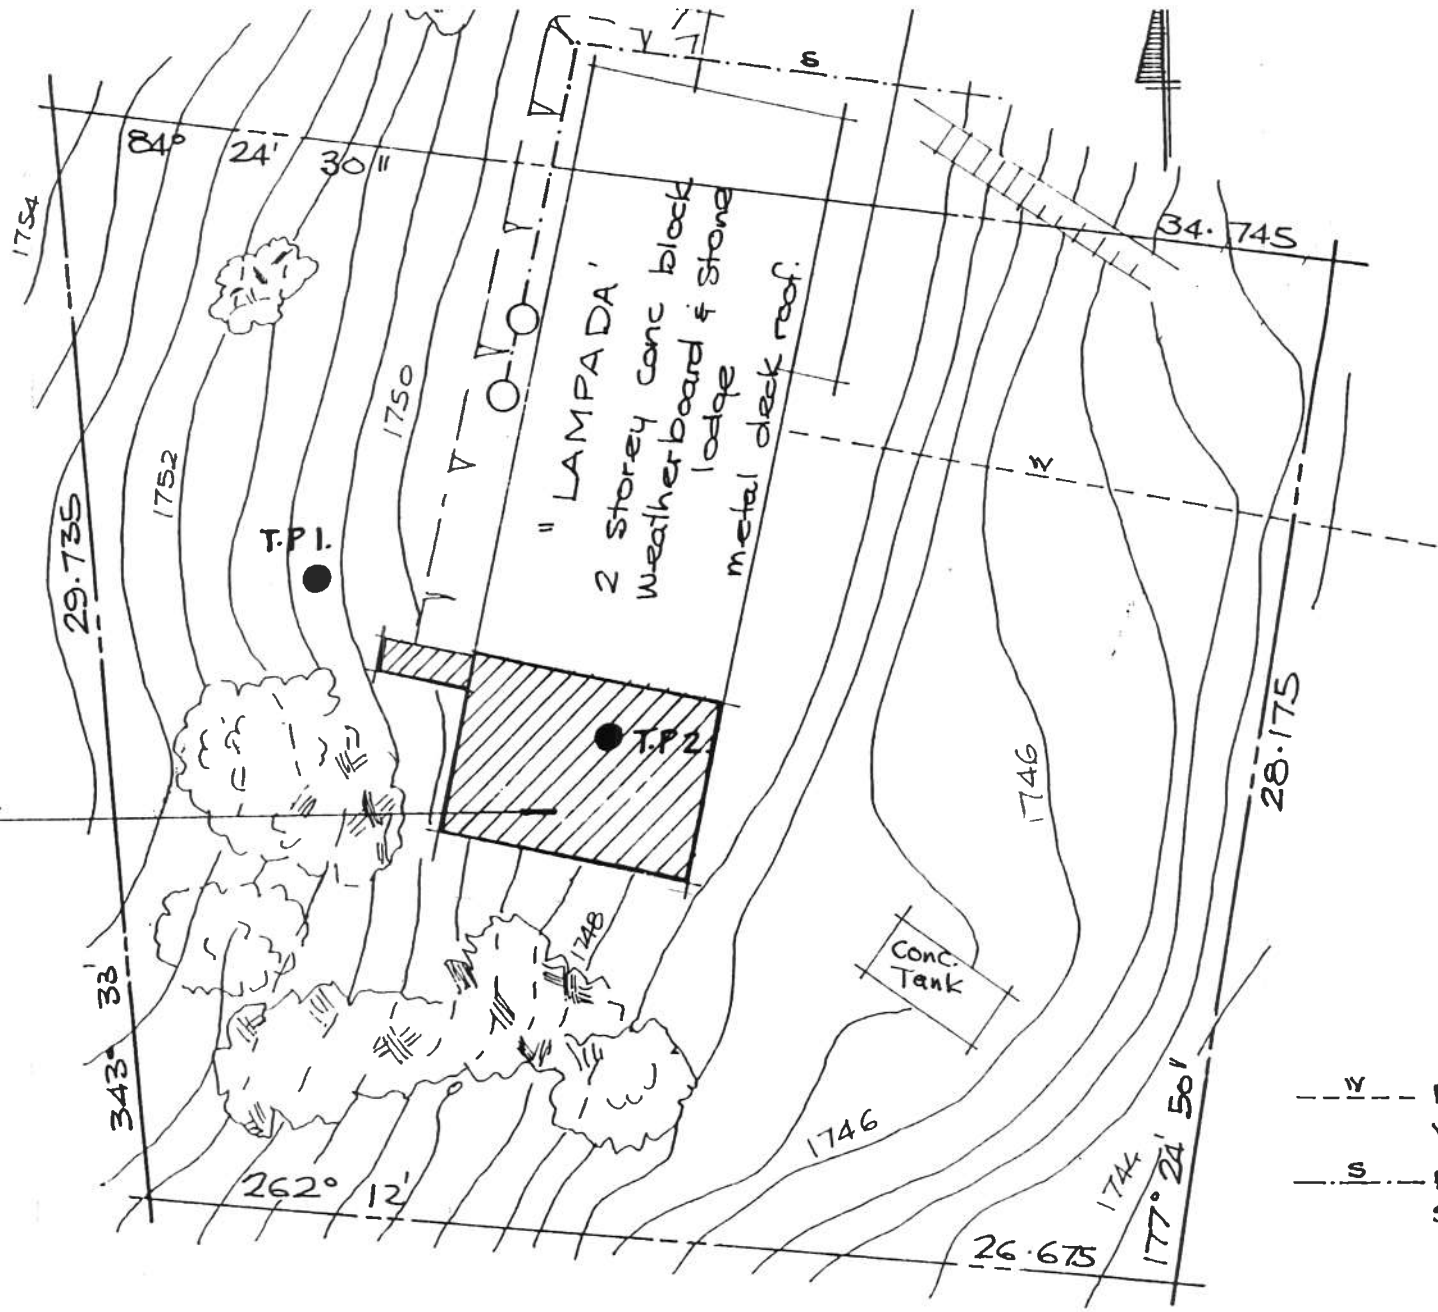 S
84° 24' 30"
34.745
1754
"LAMPADA"
2 Storey conc block
Weatherboard & Stone
lodge
metal deck roof.
1750
1752
W
T.P 1.
29.735
T.P 2.
1746
28.175
1748
Conc.
Tank
343° 33'
1746
1744
177° 24' 50"
262° 12'
26.675
W
S